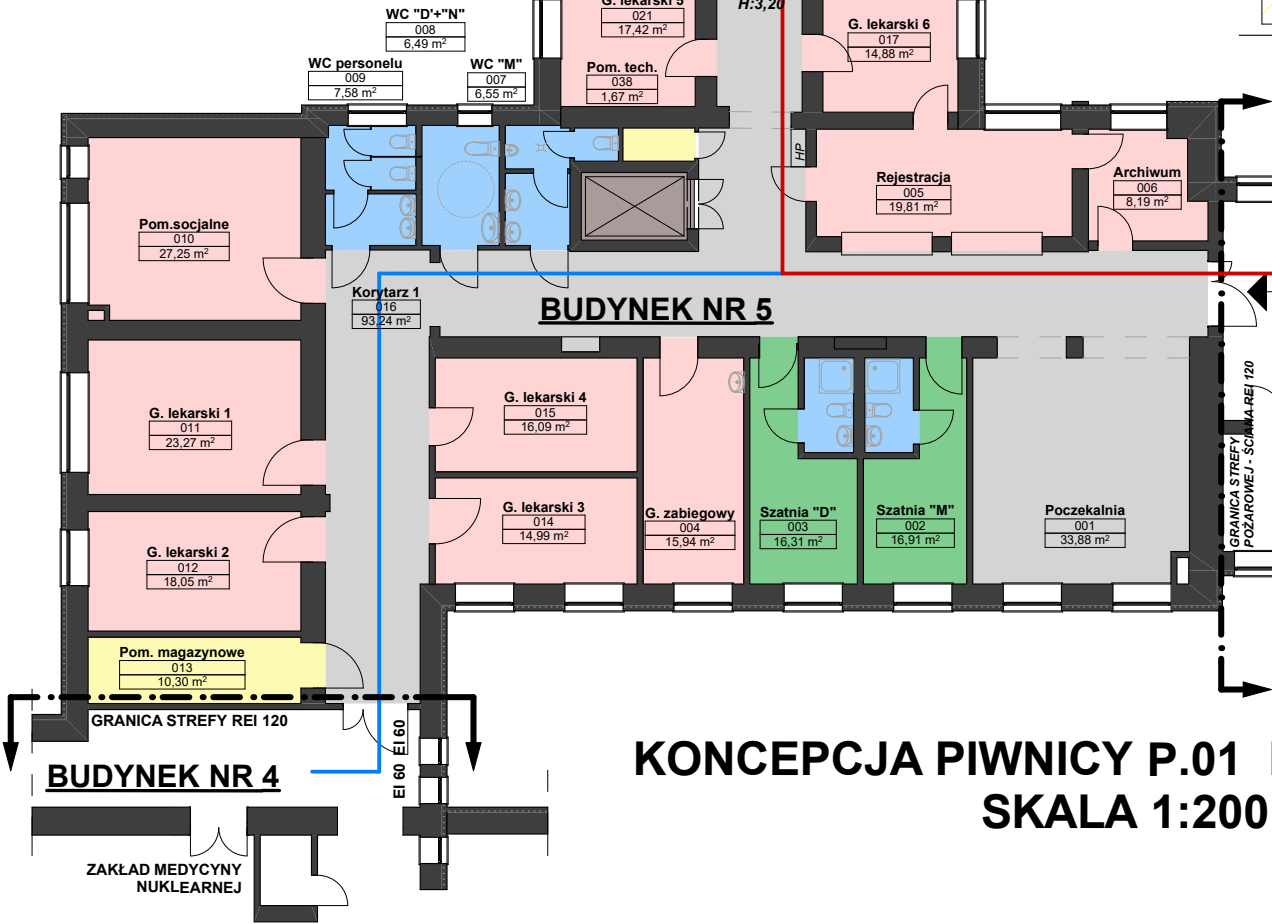 G. lekarski 5
021
17,42 m²
H:3,20
WC "D"+"N"
008
6,49 m²
G. lekarski 6
017
14,88 m²
WC personelu
009
7,58 m²
WC "M"
007
6,55 m²
Pom. tech.
038
1,67 m²
HP
Rejestracja
005
19,81 m²
Archiwum
006
8,19 m²
Pom.socjalne
010
27,25 m²
Korytarz 1
016
93,24 m²
BUDYNEK NR 5
G. lekarski 1
011
23,27 m²
G. lekarski 4
015
16,09 m²
GRANICA STREFY
POŻAROWEJ - ŚCIANA REI 120
G. lekarski 3
014
14,99 m²
G. zabiegowy
004
15,94 m²
Szatnia "D"
003
16,31 m²
Szatnia "M"
002
16,91 m²
Poczekalnia
001
33,88 m²
G. lekarski 2
012
18,05 m²
Pom. magazynowe
013
10,30 m²
GRANICA STREFY REI 120
EI 60 EI 60
BUDYNEK NR 4
KONCEPCJA PIWNICY P.01
SKALA 1:200
ZAKŁAD MEDYCYNY
NUKLEARNEJ